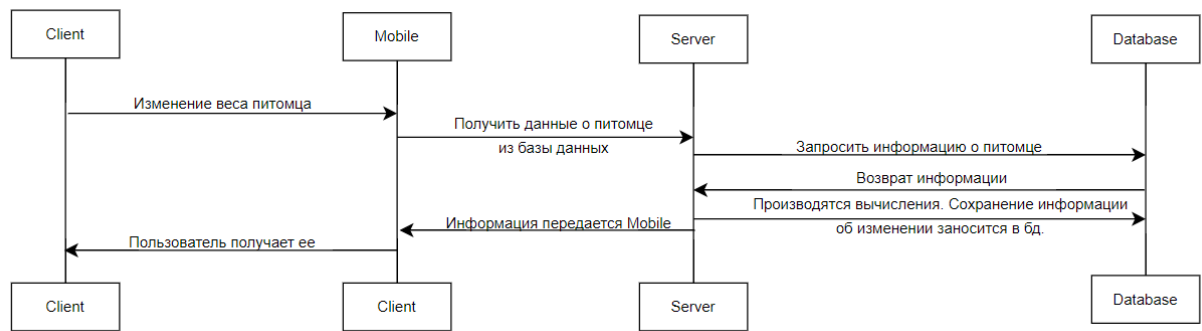 Client
Mobile
Server
Database
Изменение веса питомца
Получить данные о питомце
из базы данных
Запросить информацию о питомце
Возврат информации
Производятся вычисления. Сохранение информации
об изменении заносится в бд.
Информация передается Mobile
Пользователь получает ее
Client
Client
Server
Database